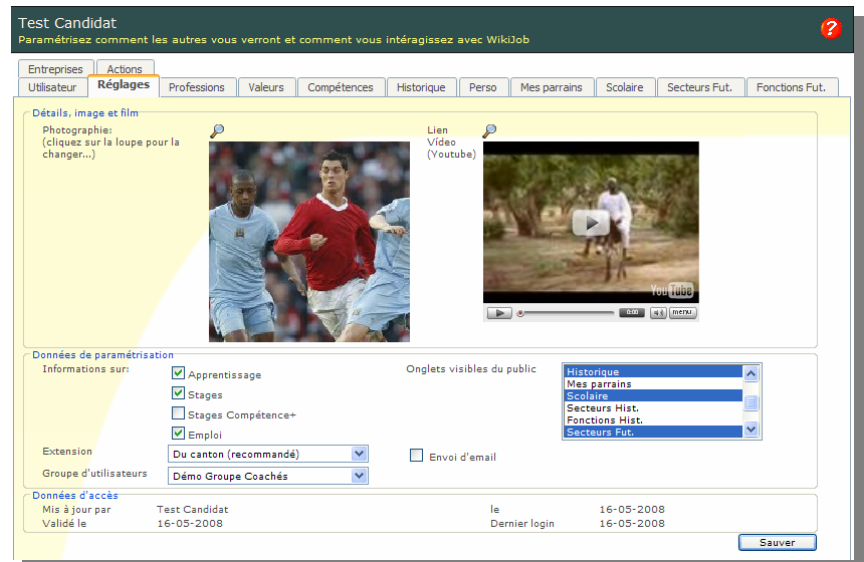 Test Candidat
Paramétrisez comment les autres vous verront et comment vous intéragissez avec WikiJob
?
Entreprises Actions
Utilisateur Réglages Professions Valeurs Compétences Historique Perso Mes parrains Scolaire Secteurs Fut. Fonctions Fut.
Détails, image et film
Photographie:
(cliquez sur la loupe pour la
changer...)
Lien
Vídeo
(Youtube)
You Tube
0:00 menu
Données de paramétrisation
Informations sur:
Apprentissage
Stages
Stages Compétence+
Emploi
Onglets visibles du public
Historique
Mes parrains
Scolaire
Secteurs Hist.
Fonctions Hist.
Secteurs Fut.
Extension Du canton (recommandé)
Envoi d'email
Groupe d'utilisateurs Démo Groupe Coachés
Données d'accès
Mis à jour par Test Candidat le 16-05-2008
Validé le 16-05-2008 Dernier login 16-05-2008
Sauver